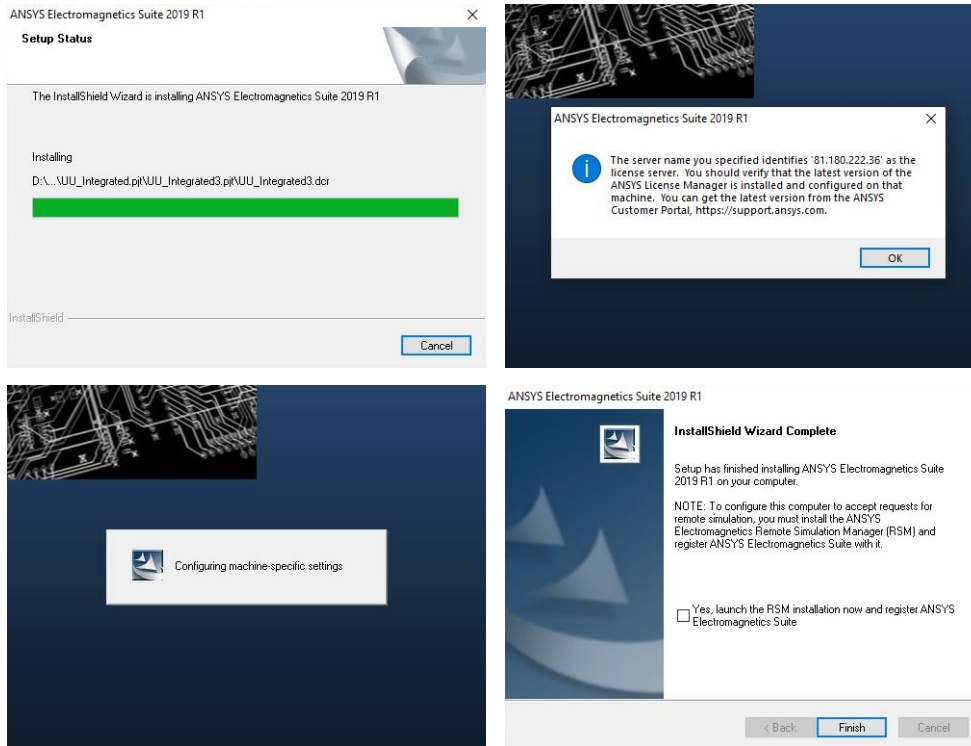 ANSYS Electromagnetics Suite 2019 R1
Setup Status
The InstallShield Wizard is installing ANSYS Electromagnetics Suite 2019 R1
Installing
D:\...\UU_Integrated.pjt\UU_Integrated3.pjt\UU_Integrated3.dcr
InstallShield
Cancel
ANSYS Electromagnetics Suite 2019 R1
The server name you specified identifies '81.180.222.36' as the
license server. You should verify that the latest version of the
ANSYS License Manager is installed and configured on that
machine. You can get the latest version from the ANSYS
Customer Portal, https://support.ansys.com.
OK
Configuring machine-specific settings
ANSYS Electromagnetics Suite 2019 R1
InstallShield Wizard Complete
Setup has finished installing ANSYS Electromagnetics Suite
2019 R1 on your computer.
NOTE: To configure this computer to accept requests for
remote simulation, you must install the ANSYS
Electromagnetics Remote Simulation Manager (RSM) and
register ANSYS Electromagnetics Suite with it.
Yes, launch the RSM installation now and register ANSYS
Electromagnetics Suite
< Back
Finish
Cancel